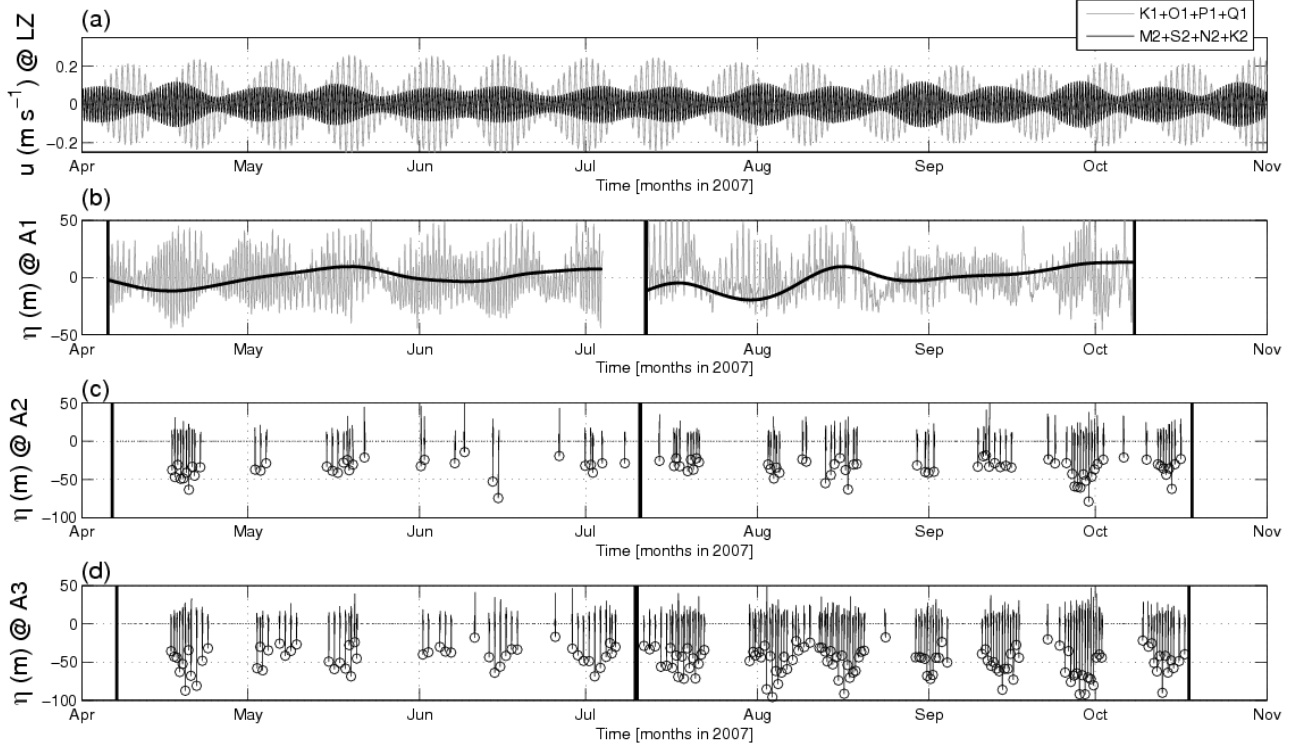 (a)
K1+O1+P1+Q1
M2+S2+N2+K2
u (m s⁻¹) @ LZ
0.2
0
−0.2
Apr May Jun Jul Aug Sep Oct Nov
Time [months in 2007]
(b)
η (m) @ A1
50
0
−50
Apr May Jun Jul Aug Sep Oct Nov
Time [months in 2007]
(c)
η (m) @ A2
50
0
−50
−100
Apr May Jun Jul Aug Sep Oct Nov
Time [months in 2007]
(d)
η (m) @ A3
50
0
−50
−100
Apr May Jun Jul Aug Sep Oct Nov
Time [months in 2007]